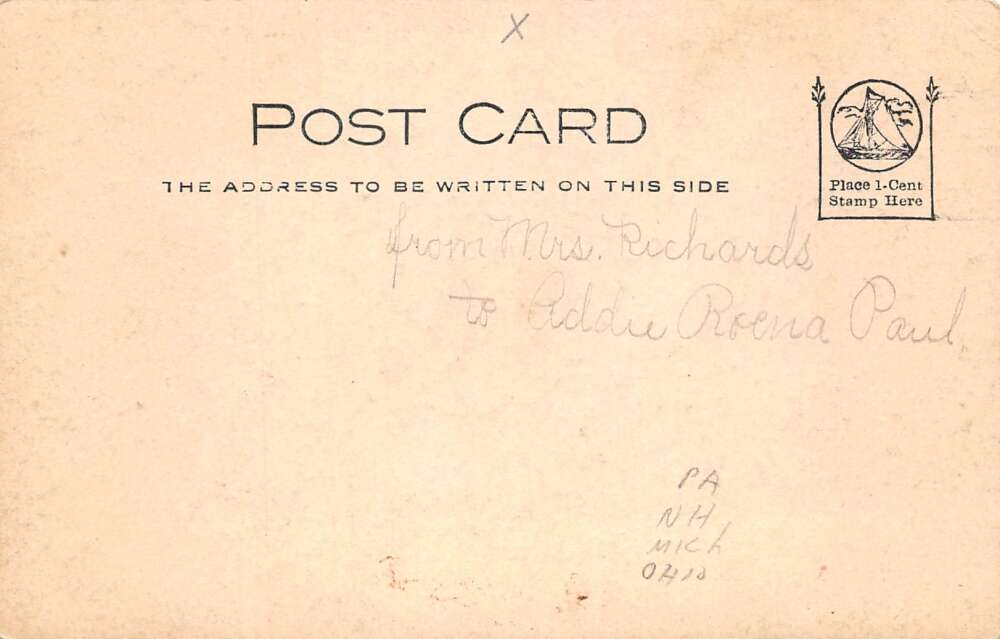 X
POST CARD
THE ADDRESS TO BE WRITTEN ON THIS SIDE
Place 1-Cent
Stamp Here
from Mrs. Richards
to Addie Roena Paul
PA
NH
MICh
OHIO